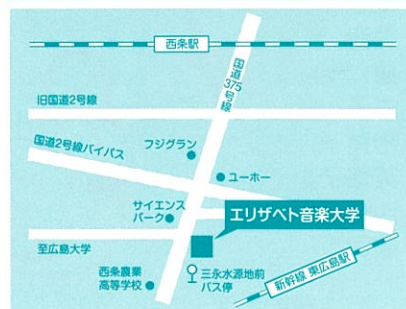 西条駅
国道375号線
旧国道2号線
国道2号線バイパス
フジグラン
ユーホー
サイエンス
パーク
エリザベト音楽大学
至広島大学
西条農業
高等学校
三永水源地前
バス停
新幹線 東広島駅